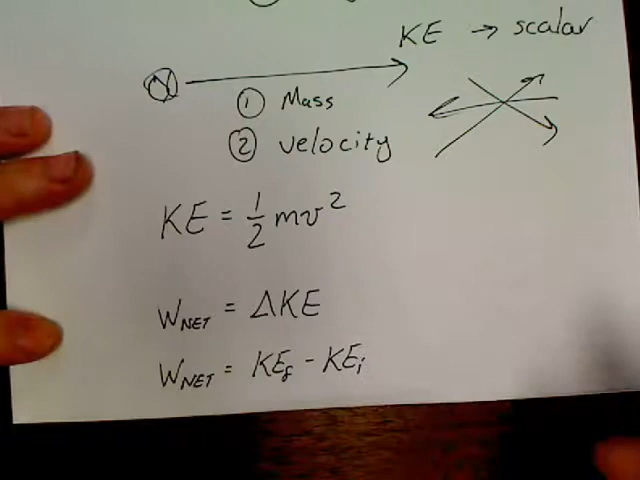 KE → scalar
① Mass
② velocity
KE = 1/2 mv²
W_NET = ΔKE
W_NET = KE_f - KE_i